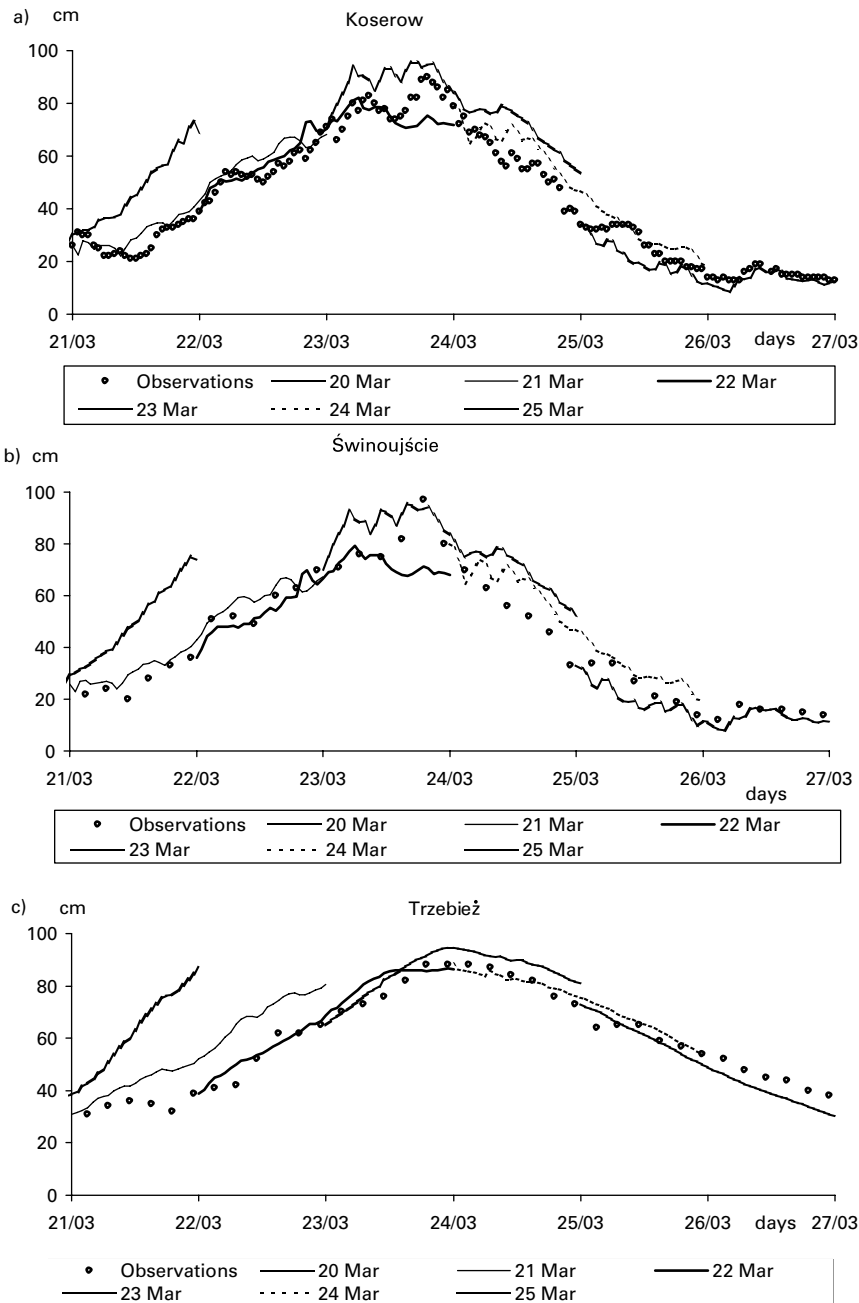 a) cm Koserow
100
80
60
40
20
0
21/03 22/03 23/03 24/03 25/03 26/03 days 27/03
Observations 20 Mar 21 Mar 22 Mar
23 Mar 24 Mar 25 Mar
Świnoujście
b) cm
100
80
60
40
20
0
21/03 22/03 23/03 24/03 25/03 26/03 27/03
days
Observations 20 Mar 21 Mar 22 Mar
23 Mar 24 Mar 25 Mar
c) cm Trzebież
100
80
60
40
20
0
21/03 22/03 23/03 24/03 25/03 26/03 days 27/03
Observations 20 Mar 21 Mar 22 Mar
23 Mar 24 Mar 25 Mar